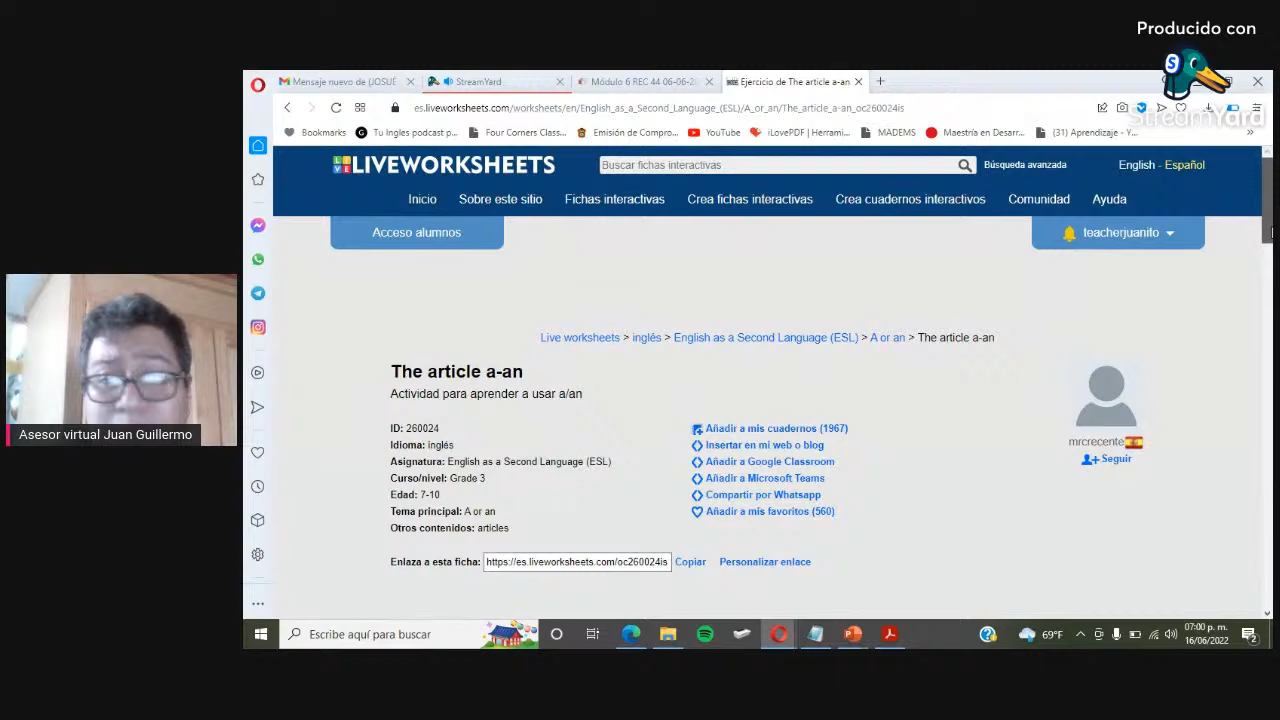 Producido con
StreamYard
Mensaje nuevo de (JOSUÉ
StreamYard
Módulo 6 REC 44 06-06-2
Ejercicio de The article a-an
es.liveworksheets.com/worksheets/en/English_as_a_Second_Language_(ESL)/A_or_an/The_article_a-an_oc260024is
Bookmarks
Tu Ingles podcast p...
Four Corners Class...
Emisión de Compro...
YouTube
iLovePDF | Herrami...
MADEMS
Maestría en Desarr...
(31) Aprendizaje - Y...
LIVE
LIVEWORKSHEETS
Buscar fichas interactivas
Búsqueda avanzada
English - Español
Inicio
Sobre este sitio
Fichas interactivas
Crea fichas interactivas
Crea cuadernos interactivos
Comunidad
Ayuda
Acceso alumnos
teacherjuanito
Live worksheets > inglés > English as a Second Language (ESL) > A or an > The article a-an
The article a-an
Actividad para aprender a usar a/an
ID: 260024
Idioma: inglés
Asignatura: English as a Second Language (ESL)
Curso/nivel: Grade 3
Edad: 7-10
Tema principal: A or an
Otros contenidos: articles
Añadir a mis cuadernos (1967)
Insertar en mi web o blog
Añadir a Google Classroom
Añadir a Microsoft Teams
Compartir por Whatsapp
Añadir a mis favoritos (560)
mrcrecente
Seguir
Enlaza a esta ficha: https://es.liveworksheets.com/oc260024is Copiar Personalizar enlace
Asesor virtual Juan Guillermo
Escribe aquí para buscar
69°F
07:00 p. m.
16/06/2022
2